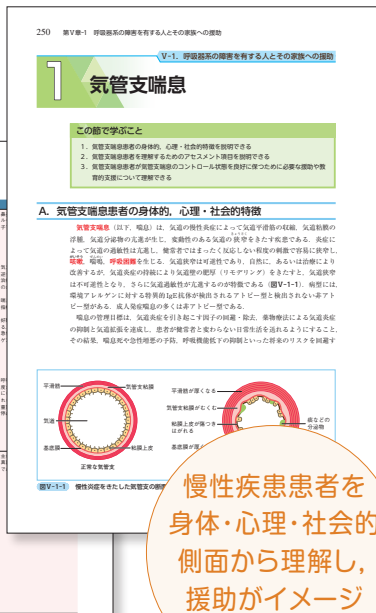 250 第Ⅴ章-1 呼吸器系の障害を有する人とその家族への援助
Ⅴ-1. 呼吸器系の障害を有する人とその家族への援助
1 気管支喘息
この節で学ぶこと
1. 気管支喘息患者の身体的，心理・社会的特徴を説明できる
2. 気管支喘息患者を理解するためのアセスメント項目を説明できる
3. 気管支喘息患者が気管支喘息のコントロール状態を良好に保つために必要な援助や教
育的支援について理解できる
A. 気管支喘息患者の身体的，心理・社会的特徴
気管支喘息（以下，喘息）は，気道の慢性炎症によって気道平滑筋の収縮，気道粘膜の
浮腫，気道分泌物の亢進が生じ，変動性のある気道の狭窄をきたす疾患である．炎症に
よって気道の過敏性は亢進し，健常者ではまったく反応しない程度の刺激で容易に狭窄し，
咳嗽，喘鳴，呼吸困難を生じる．気道狭窄は可逆性であり，自然に，あるいは治療により
改善するが，気道炎症の持続により気道壁の肥厚（リモデリング）をきたすと，気道狭窄
は不可逆性となり，さらに気道過敏性が亢進するのが特徴である（図Ⅴ-1-1）．病型には，
環境アレルゲンに対する特異的IgE抗体が検出されるアトピー型と検出されない非アト
ピー型がある．成人発症喘息の多くは非アトピー型である．
喘息の管理目標は，気道炎症を引き起こす因子の回避・除去，薬物療法による気道炎症
の抑制と気道拡張を達成し，患者が健常者と変わらない日常生活を送れるようにすること，
その結果，喘息死や急性増悪の予防，呼吸機能低下の抑制といった将来のリスクを回避す
平滑筋
気管支粘膜
気道
基底膜
粘膜上皮
正常な気管支
平滑筋が厚くなる
気管支粘膜がむくむ
粘膜上皮が傷つき
はがれる
基底膜が厚く
痰などの
分泌物
図Ⅴ-1-1 慢性炎症をきたした気管支の断面
慢性疾患患者を
身体・心理・社会的
側面から理解し，
援助がイメージ